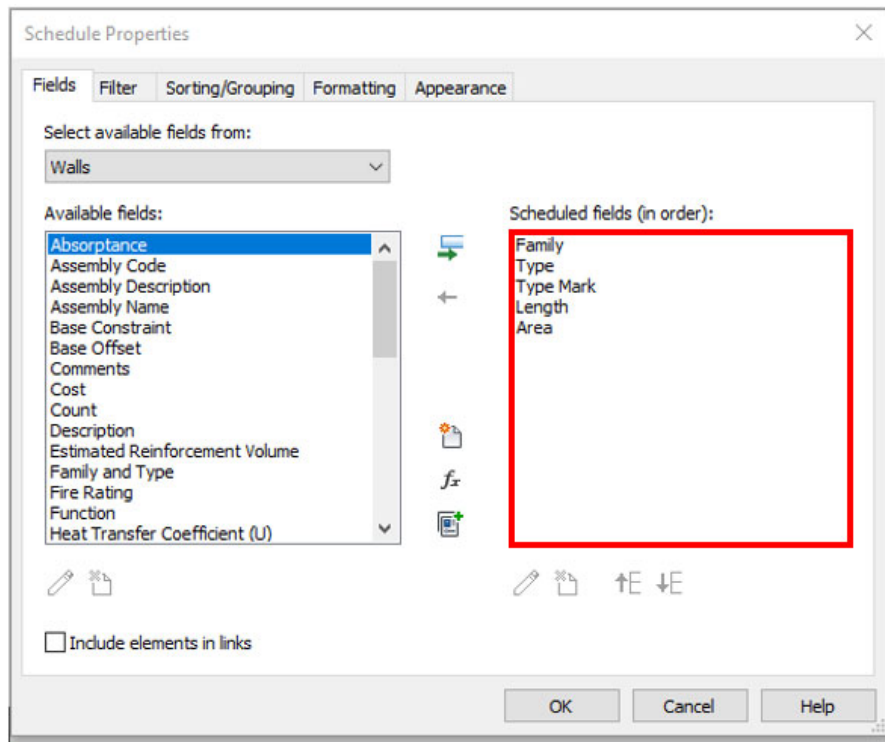 Schedule Properties
Fields Filter Sorting/Grouping Formatting Appearance
Select available fields from:
Walls
Available fields:
Absorptance
Assembly Code
Assembly Description
Assembly Name
Base Constraint
Base Offset
Comments
Cost
Count
Description
Estimated Reinforcement Volume
Family and Type
Fire Rating
Function
Heat Transfer Coefficient (U)
fx
Scheduled fields (in order):
Family
Type
Type Mark
Length
Area
Include elements in links
OK Cancel Help